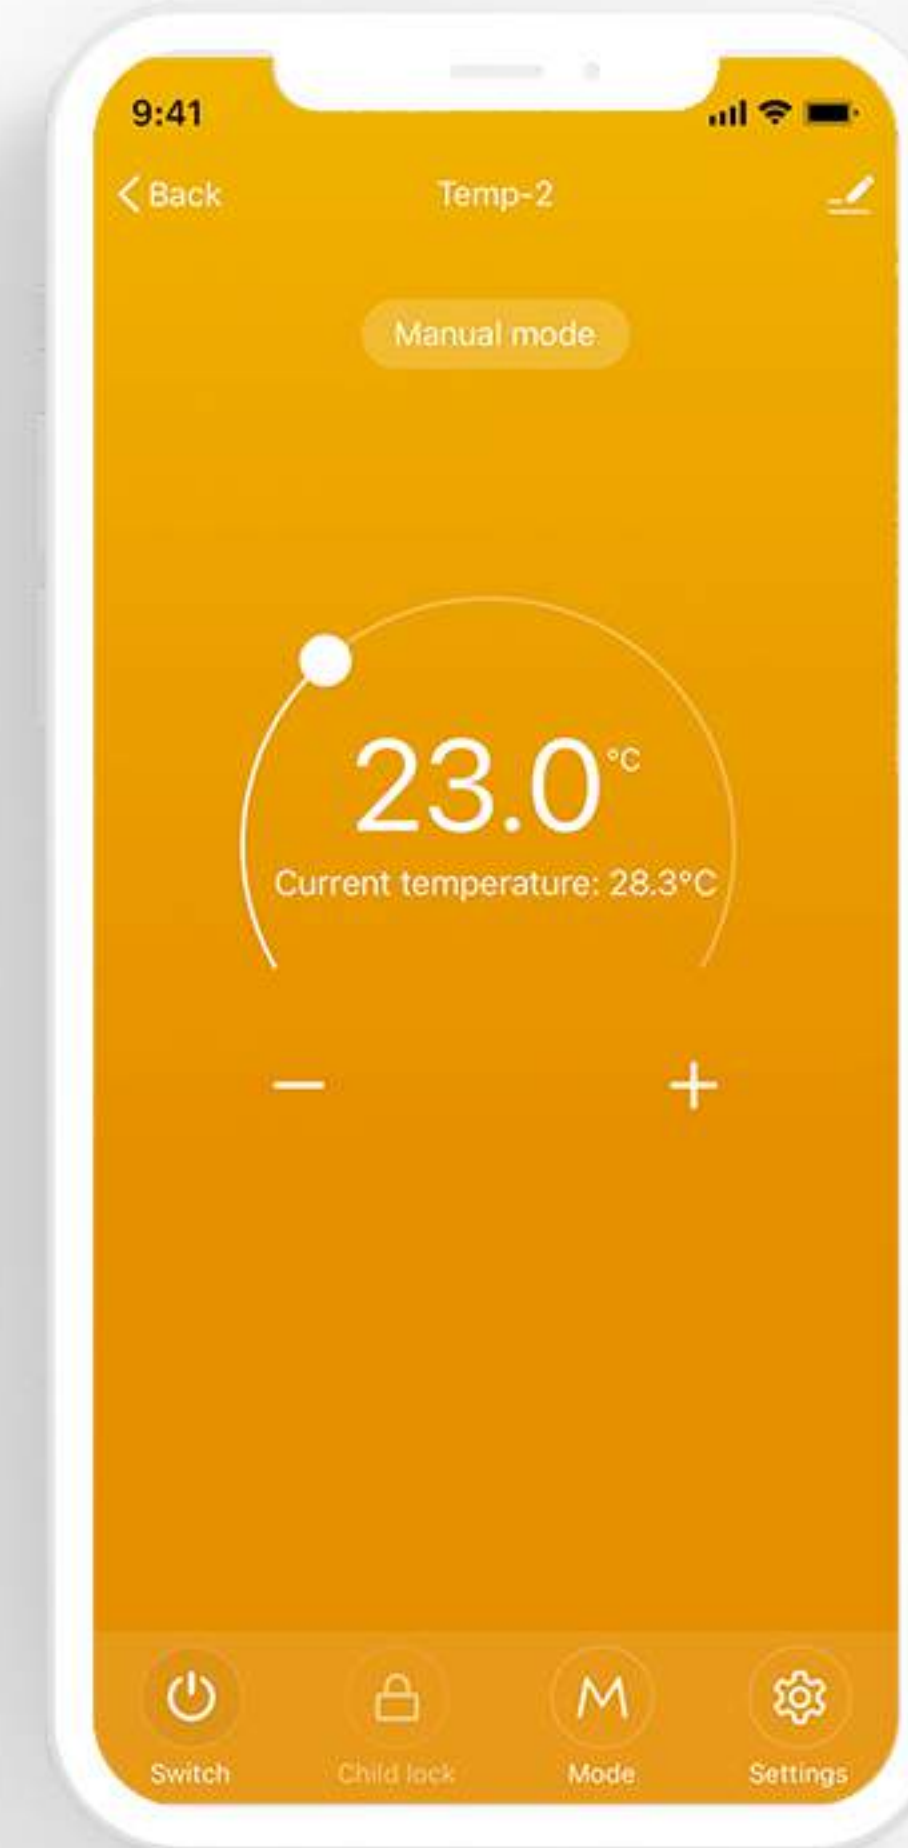 9:41
Back Temp-2
Manual mode
23.0°C
Current temperature: 28.3°C
− +
M
Switch Child lock Mode Settings